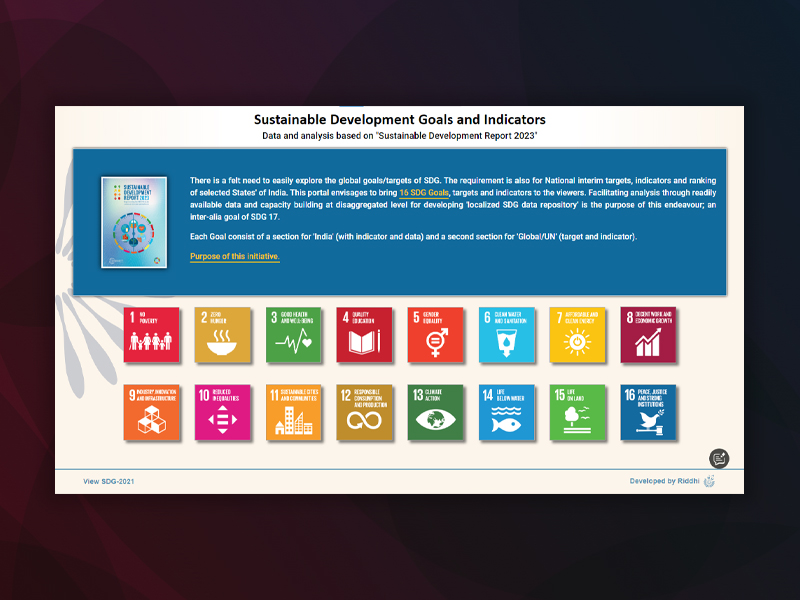 Sustainable Development Goals and Indicators
Data and analysis based on "Sustainable Development Report 2023"
SUSTAINABLE
DEVELOPMENT
REPORT 2023
There is a felt need to easily explore the global goals/targets of SDG. The requirement is also for National interim targets, indicators and ranking
of selected States' of India. This portal envisages to bring 16 SDG Goals, targets and indicators to the viewers. Facilitating analysis through readily
available data and capacity building at disaggregated level for developing 'localized SDG data repository' is the purpose of this endeavour; an
inter-alia goal of SDG 17.
Each Goal consist of a section for 'India' (with indicator and data) and a second section for 'Global/UN' (target and indicator).
Purpose of this initiative.
1 NO
POVERTY
2 ZERO
HUNGER
3 GOOD HEALTH
AND WELL-BEING
4 QUALITY
EDUCATION
5 GENDER
EQUALITY
6 CLEAN WATER
AND SANITATION
7 AFFORDABLE AND
CLEAN ENERGY
8 DECENT WORK AND
ECONOMIC GROWTH
9 INDUSTRY, INNOVATION
AND INFRASTRUCTURE
10 REDUCED
INEQUALITIES
11 SUSTAINABLE CITIES
AND COMMUNITIES
12 RESPONSIBLE
CONSUMPTION
AND PRODUCTION
13 CLIMATE
ACTION
14 LIFE
BELOW WATER
15 LIFE
ON LAND
16 PEACE, JUSTICE
AND STRONG
INSTITUTIONS
View SDG-2021
Developed by Riddhi